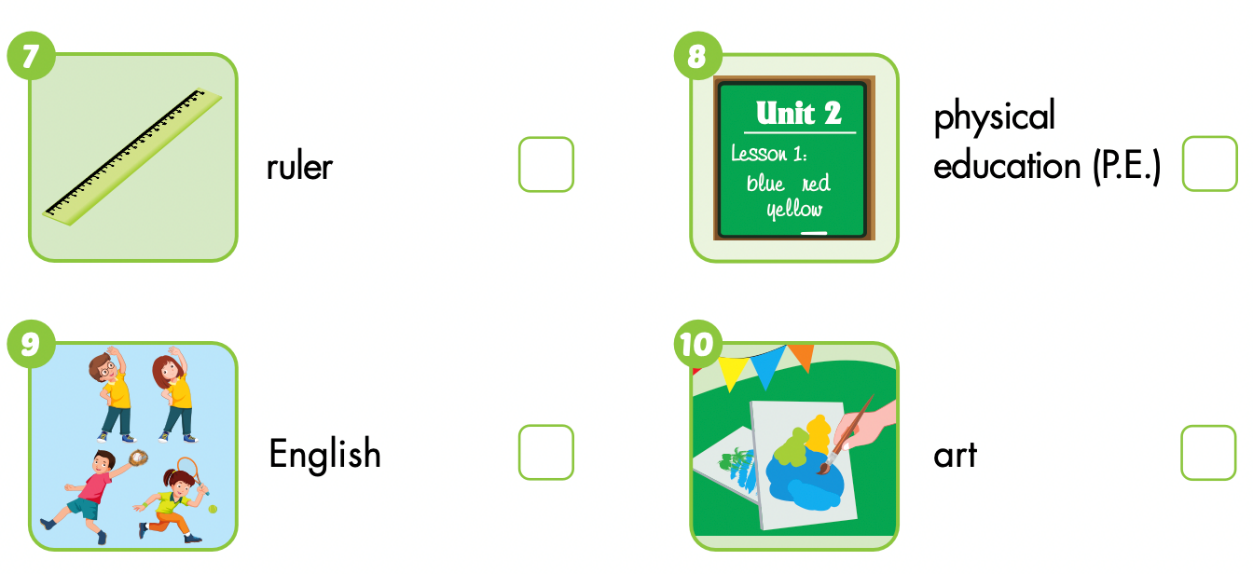 7
ruler
8
Unit 2
Lesson 1:
blue red
yellow
physical
education (P.E.)
9
English
10
art